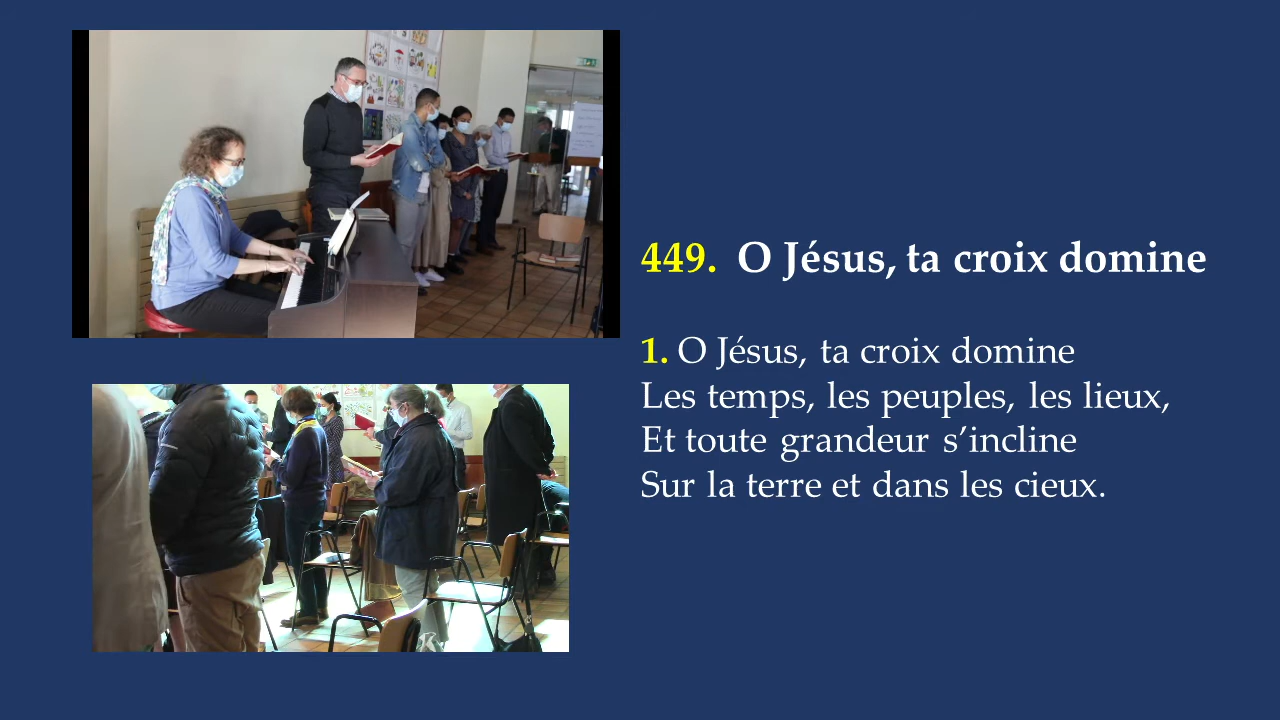 449. O Jésus, ta croix domine
1. O Jésus, ta croix domine
Les temps, les peuples, les lieux,
Et toute grandeur s’incline
Sur la terre et dans les cieux.